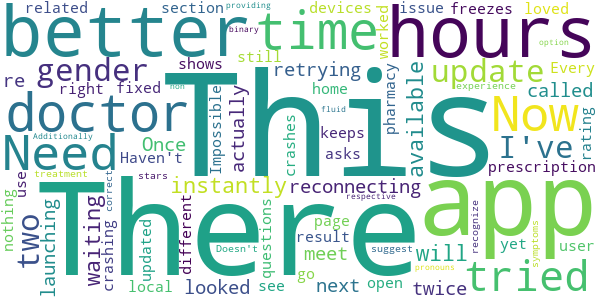 related section providing devices issue freezes loved
better time hours
binary worked Every
gender shows still
re right fixed non retrying home pharmacy update option experience
doctor This Now called
Impossible actually fluid available I've rating
Additionally Once crashes keeps asks prescription
Need Haven't
treatment stars correct instantly reconnecting app
nothing use There respective recognize yet user
two launching waiting crashing updated different questions page result meet will symptoms
Doesn't suggest pronouns tried
local looked see go next open twice